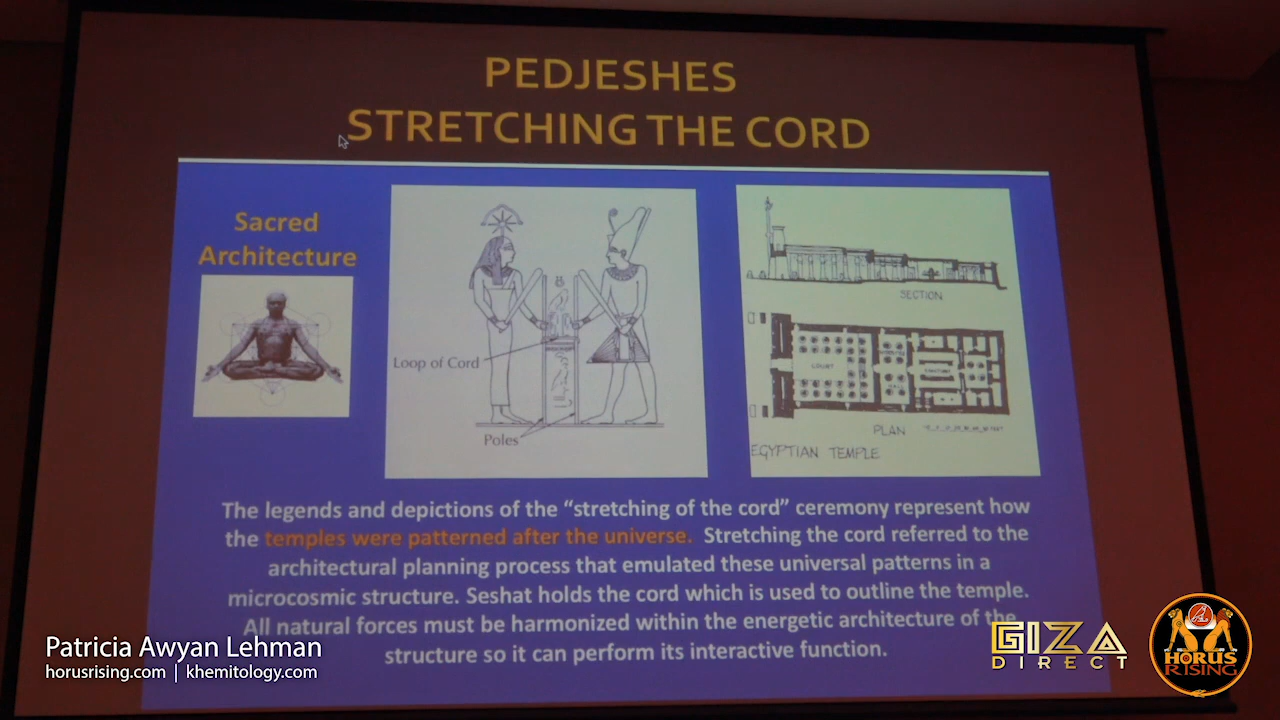 PEDJESHES
STRETCHING THE CORD
Sacred
Architecture
Loop of Cord
Poles
SECTION
COURT
HALL
PLAN
EGYPTIAN TEMPLE
The legends and depictions of the “stretching of the cord” ceremony represent how
the temples were patterned after the universe. Stretching the cord referred to the
architectural planning process that emulated these universal patterns in a
microcosmic structure. Seshat holds the cord which is used to outline the temple.
All natural forces must be harmonized within the energetic architecture of the
structure so it can perform its interactive function.
Patricia Awyan Lehman
horusrising.com | khemitology.com
GIZA
DIRECT
HORUS
RISING